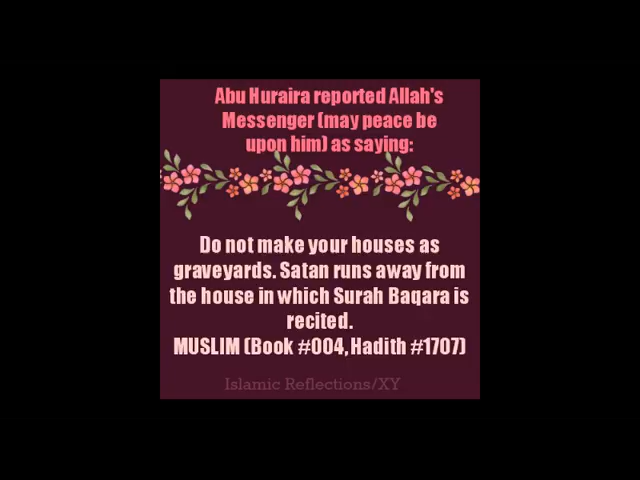 Abu Huraira reported Allah's
Messenger (may peace be
upon him) as saying:
Do not make your houses as
graveyards. Satan runs away from
the house in which Surah Baqara is
recited.
MUSLIM (Book #004, Hadith #1707)
Islamic Reflections/XY